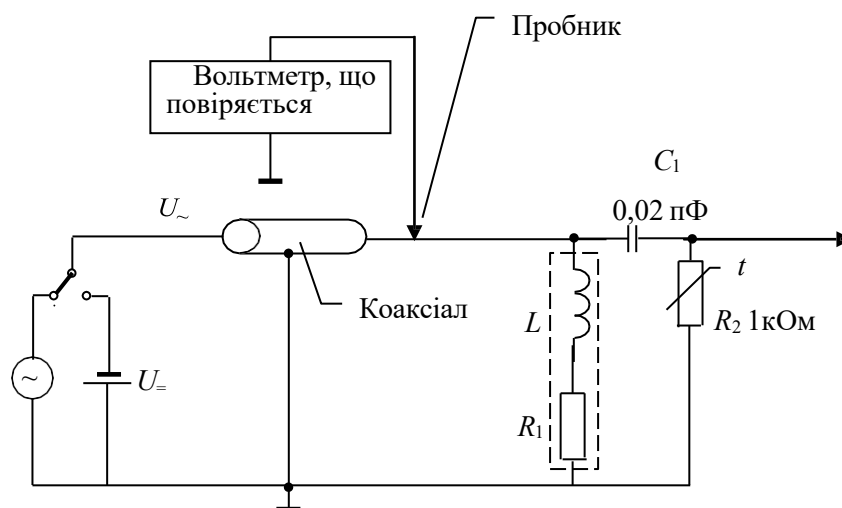 Пробник
Вольтметр, що
повіряється
C1
U~
0,02 пФ
t
Коаксіал
L
R2 1кОм
~
U=
R1